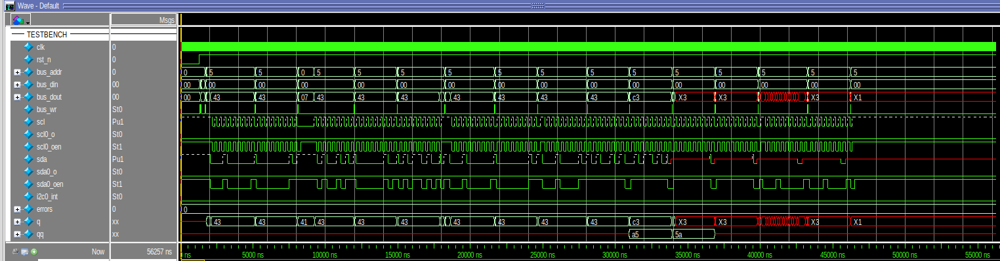 Wave - Default
Msgs
TESTBENCH
clk 0
rst_n 0
bus_addr 0 0 5 5 0 5 5 5 5 5 5 5 5 5 5 5 5 5
bus_din 00 00 00 00 00 00 00 00 00 00 00 00 00 00 00 00 00
bus_dout 00 00 43 43 07 43 43 43 43 43 43 43 c3 X3 X3 X3 X1
bus_wr St0
scl Pu1
scl0_o St0
scl0_oen St1
sda Pu1
sda0_o St0
sda0_oen St1
i2c0_int St0
errors 0 0
q xx 43 43 41 43 43 43 43 43 43 43 c3 X3 X3 X3 X1
qq xx a5 5a
Now 56257 ns ns 5000 ns 10000 ns 15000 ns 20000 ns 25000 ns 30000 ns 35000 ns 40000 ns 45000 ns 50000 ns 55000 ns